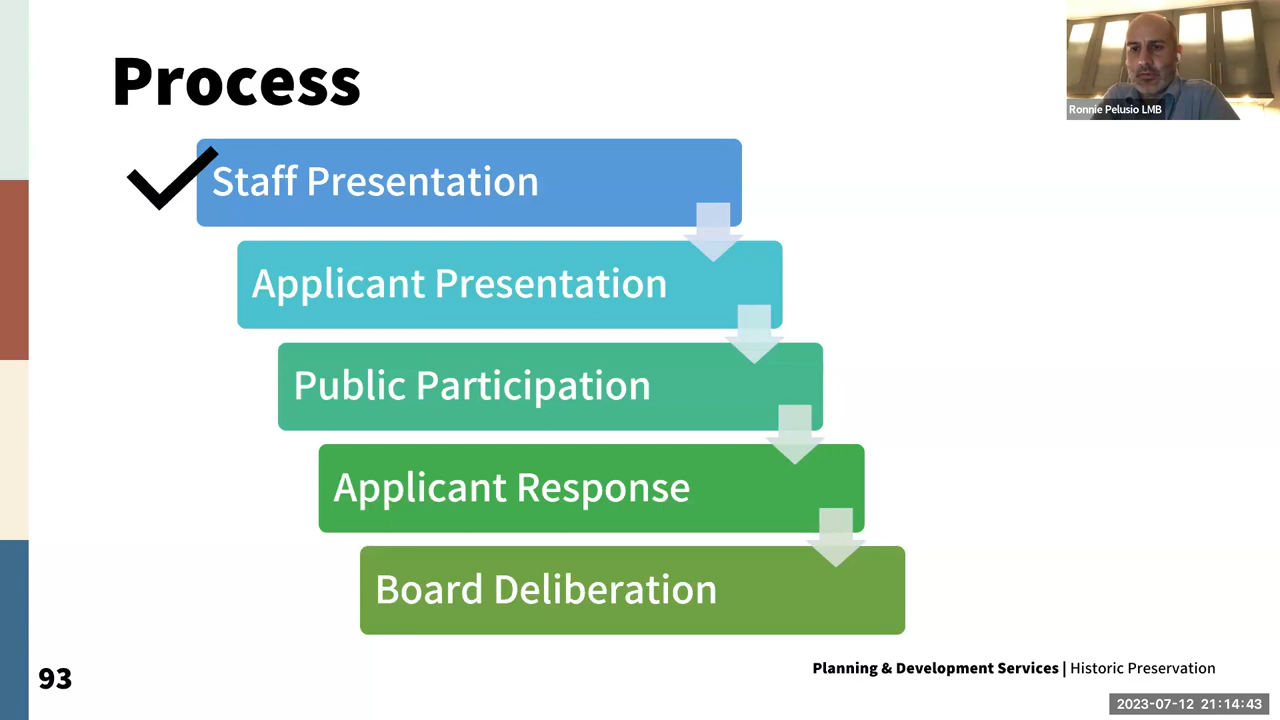 Process
Ronnie Pelusio LMB
Staff Presentation
Applicant Presentation
Public Participation
Applicant Response
Board Deliberation
93
Planning & Development Services | Historic Preservation
2023-07-12 21:14:43